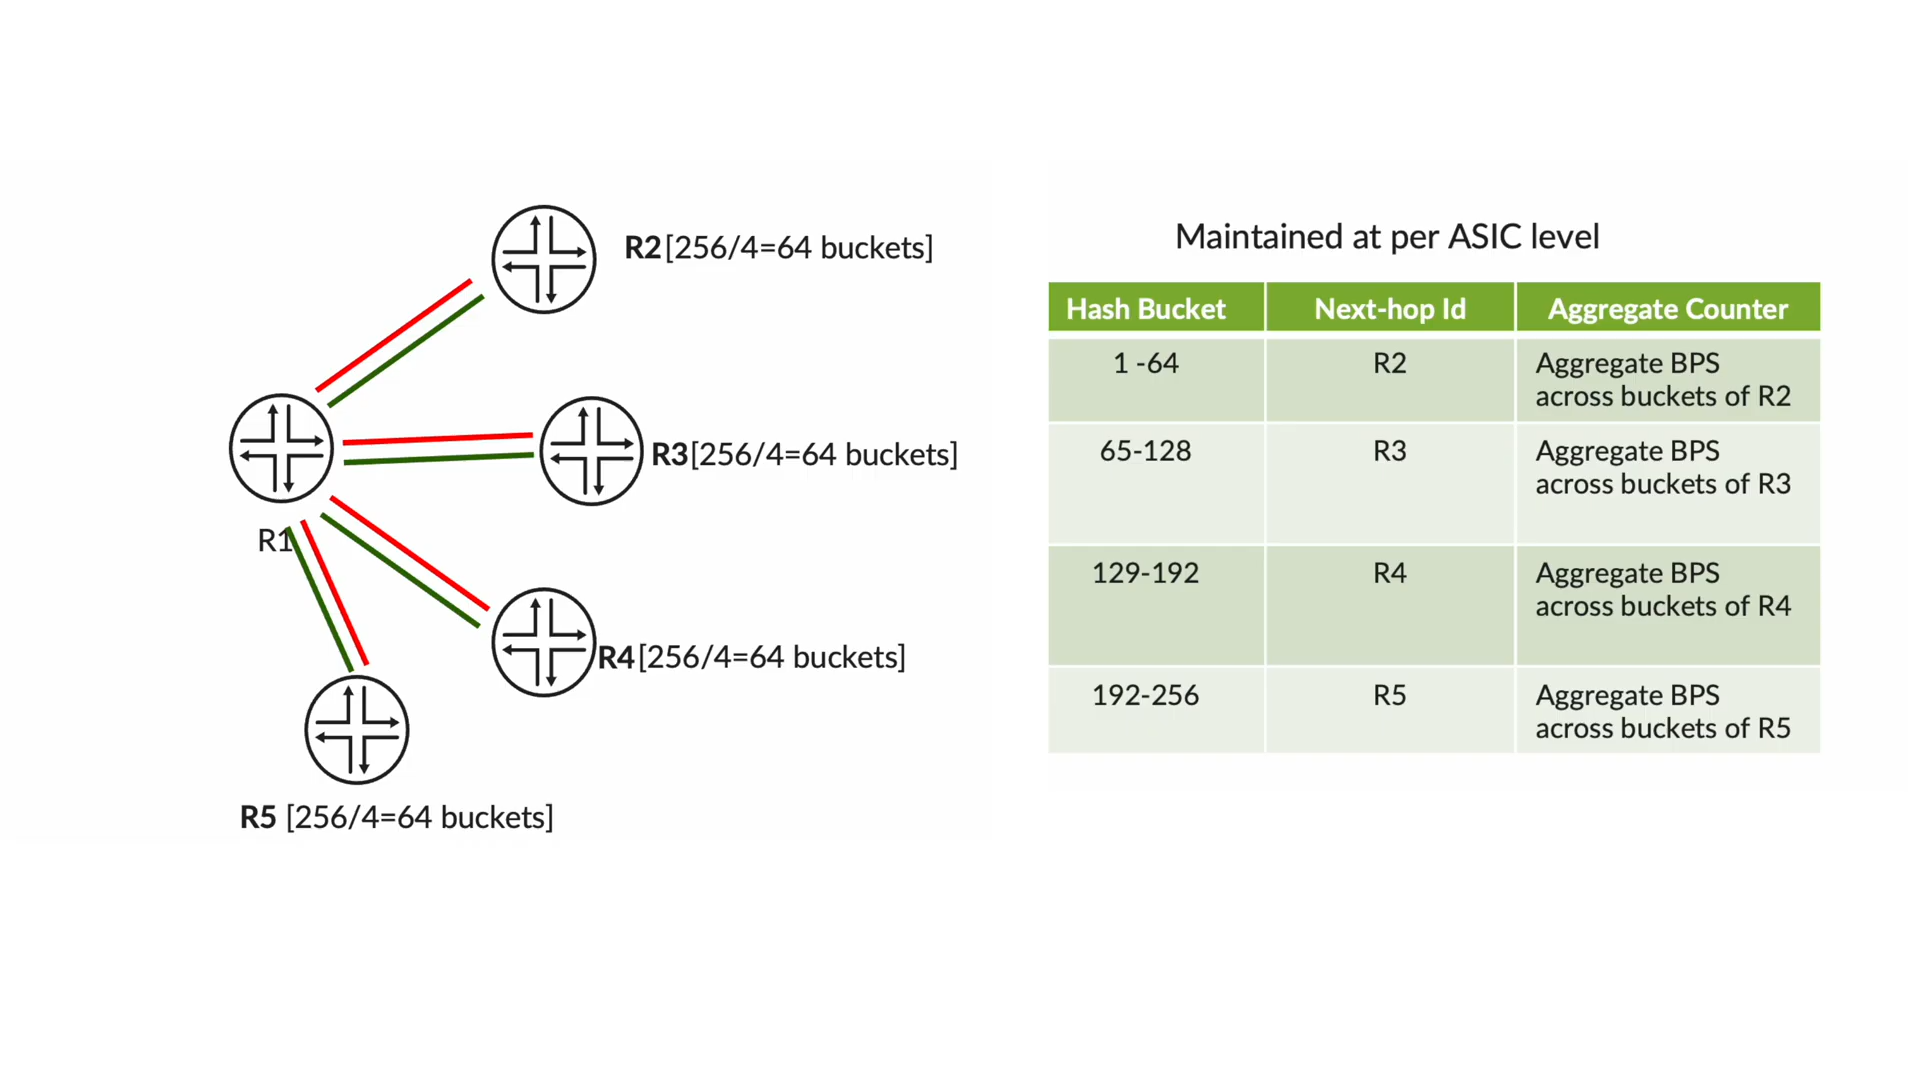 R2[256/4=64 buckets]
R3[256/4=64 buckets]
R1
R4[256/4=64 buckets]
R5 [256/4=64 buckets]
Maintained at per ASIC level
Hash Bucket Next-hop Id Aggregate Counter
1 -64 R2 Aggregate BPS
across buckets of R2
65-128 R3 Aggregate BPS
across buckets of R3
129-192 R4 Aggregate BPS
across buckets of R4
192-256 R5 Aggregate BPS
across buckets of R5